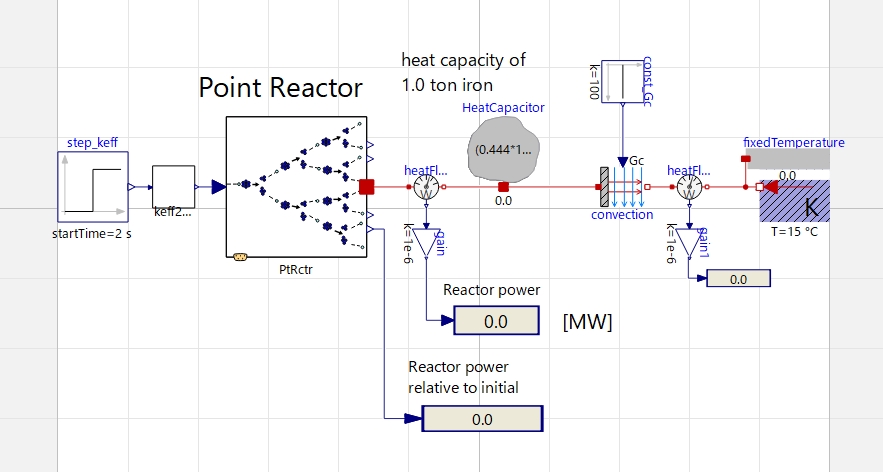 heat capacity of
1.0 ton iron
Point Reactor
HeatCapacitor
k=100
const_Gc
step_keff
fixedTemperature
(0.444*1...
heatFl...
Gc
heatFl...
0.0
W
W
0.0
keff2...
K
startTime=2 s
convection
T=15 °C
k=1e-6
gain
k=1e-6
gain1
PtRctr
0.0
Reactor power
0.0
[MW]
Reactor power
relative to initial
0.0